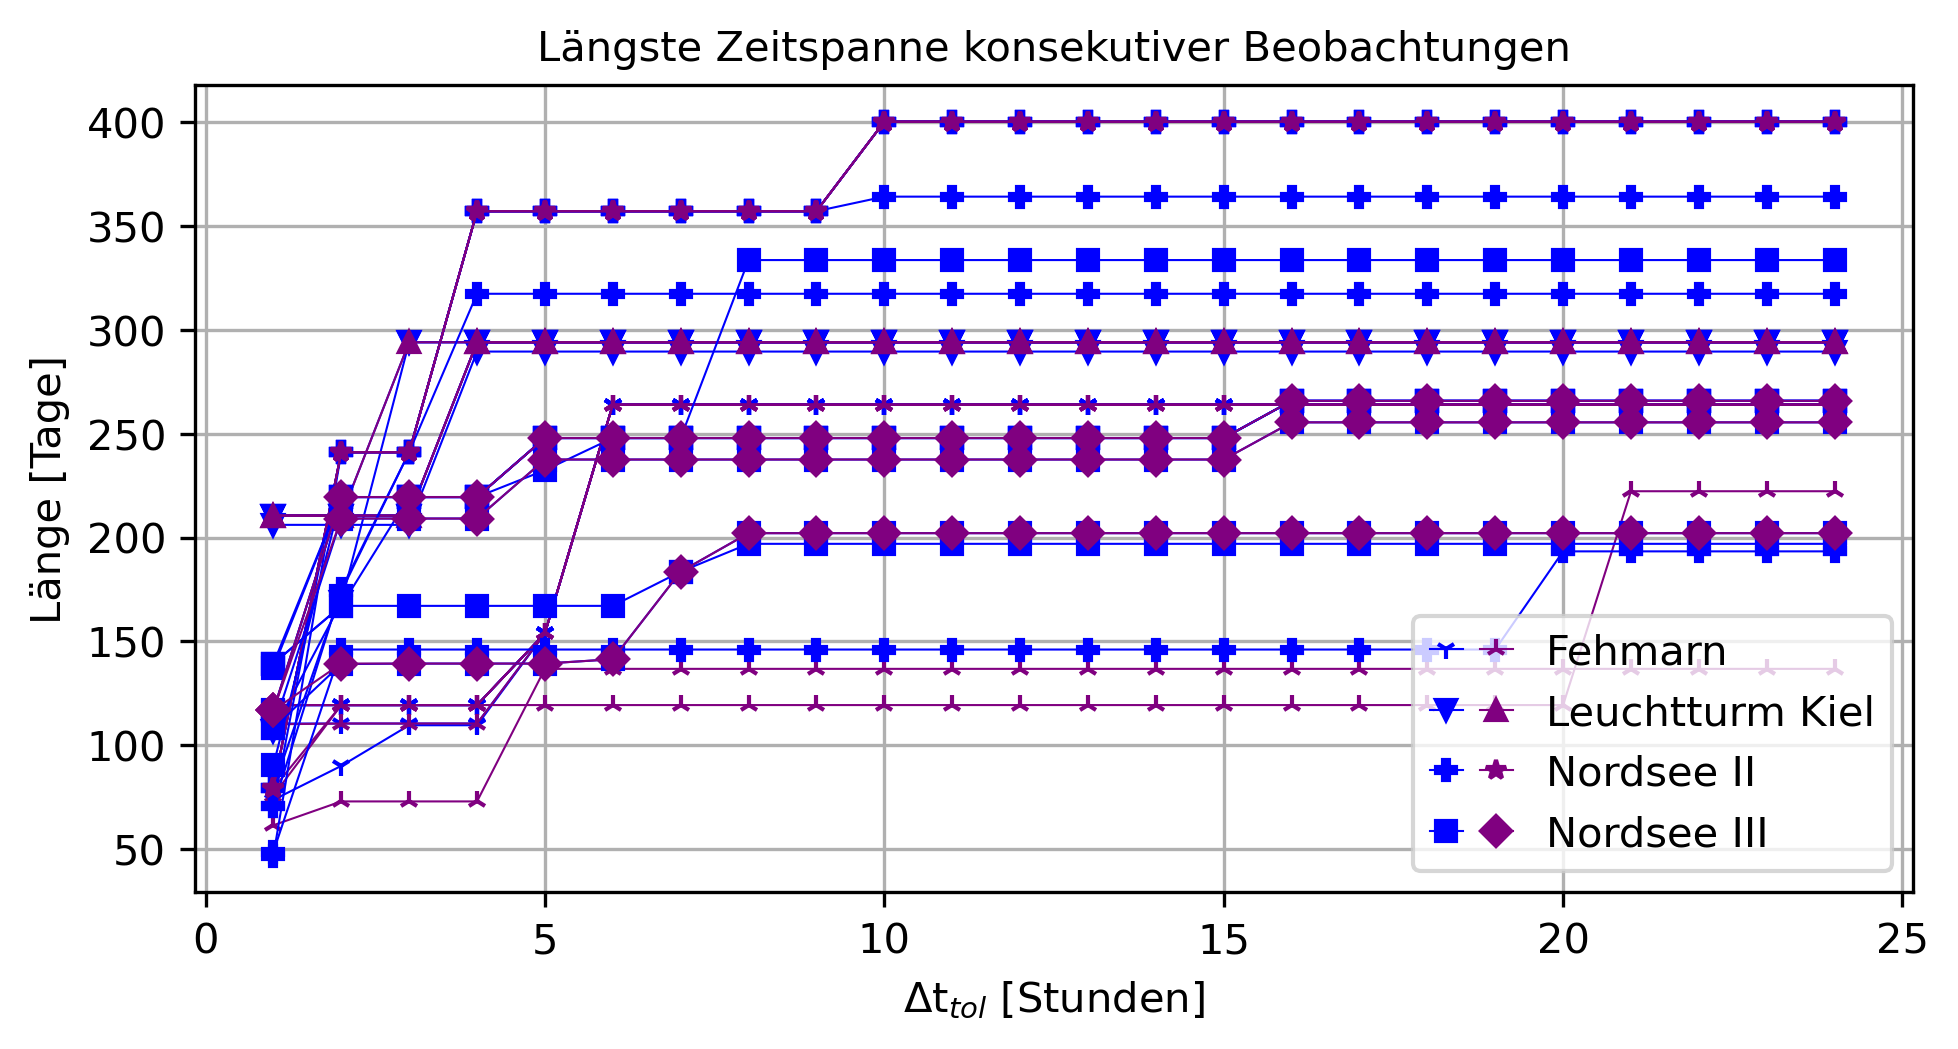 Längste Zeitspanne konsekutiver Beobachtungen
Länge [Tage]
400
350
300
250
200
150
100
50
0 5 10 15 20 25
Δt_tol [Stunden]
Fehmarn
Leuchtturm Kiel
Nordsee II
Nordsee III